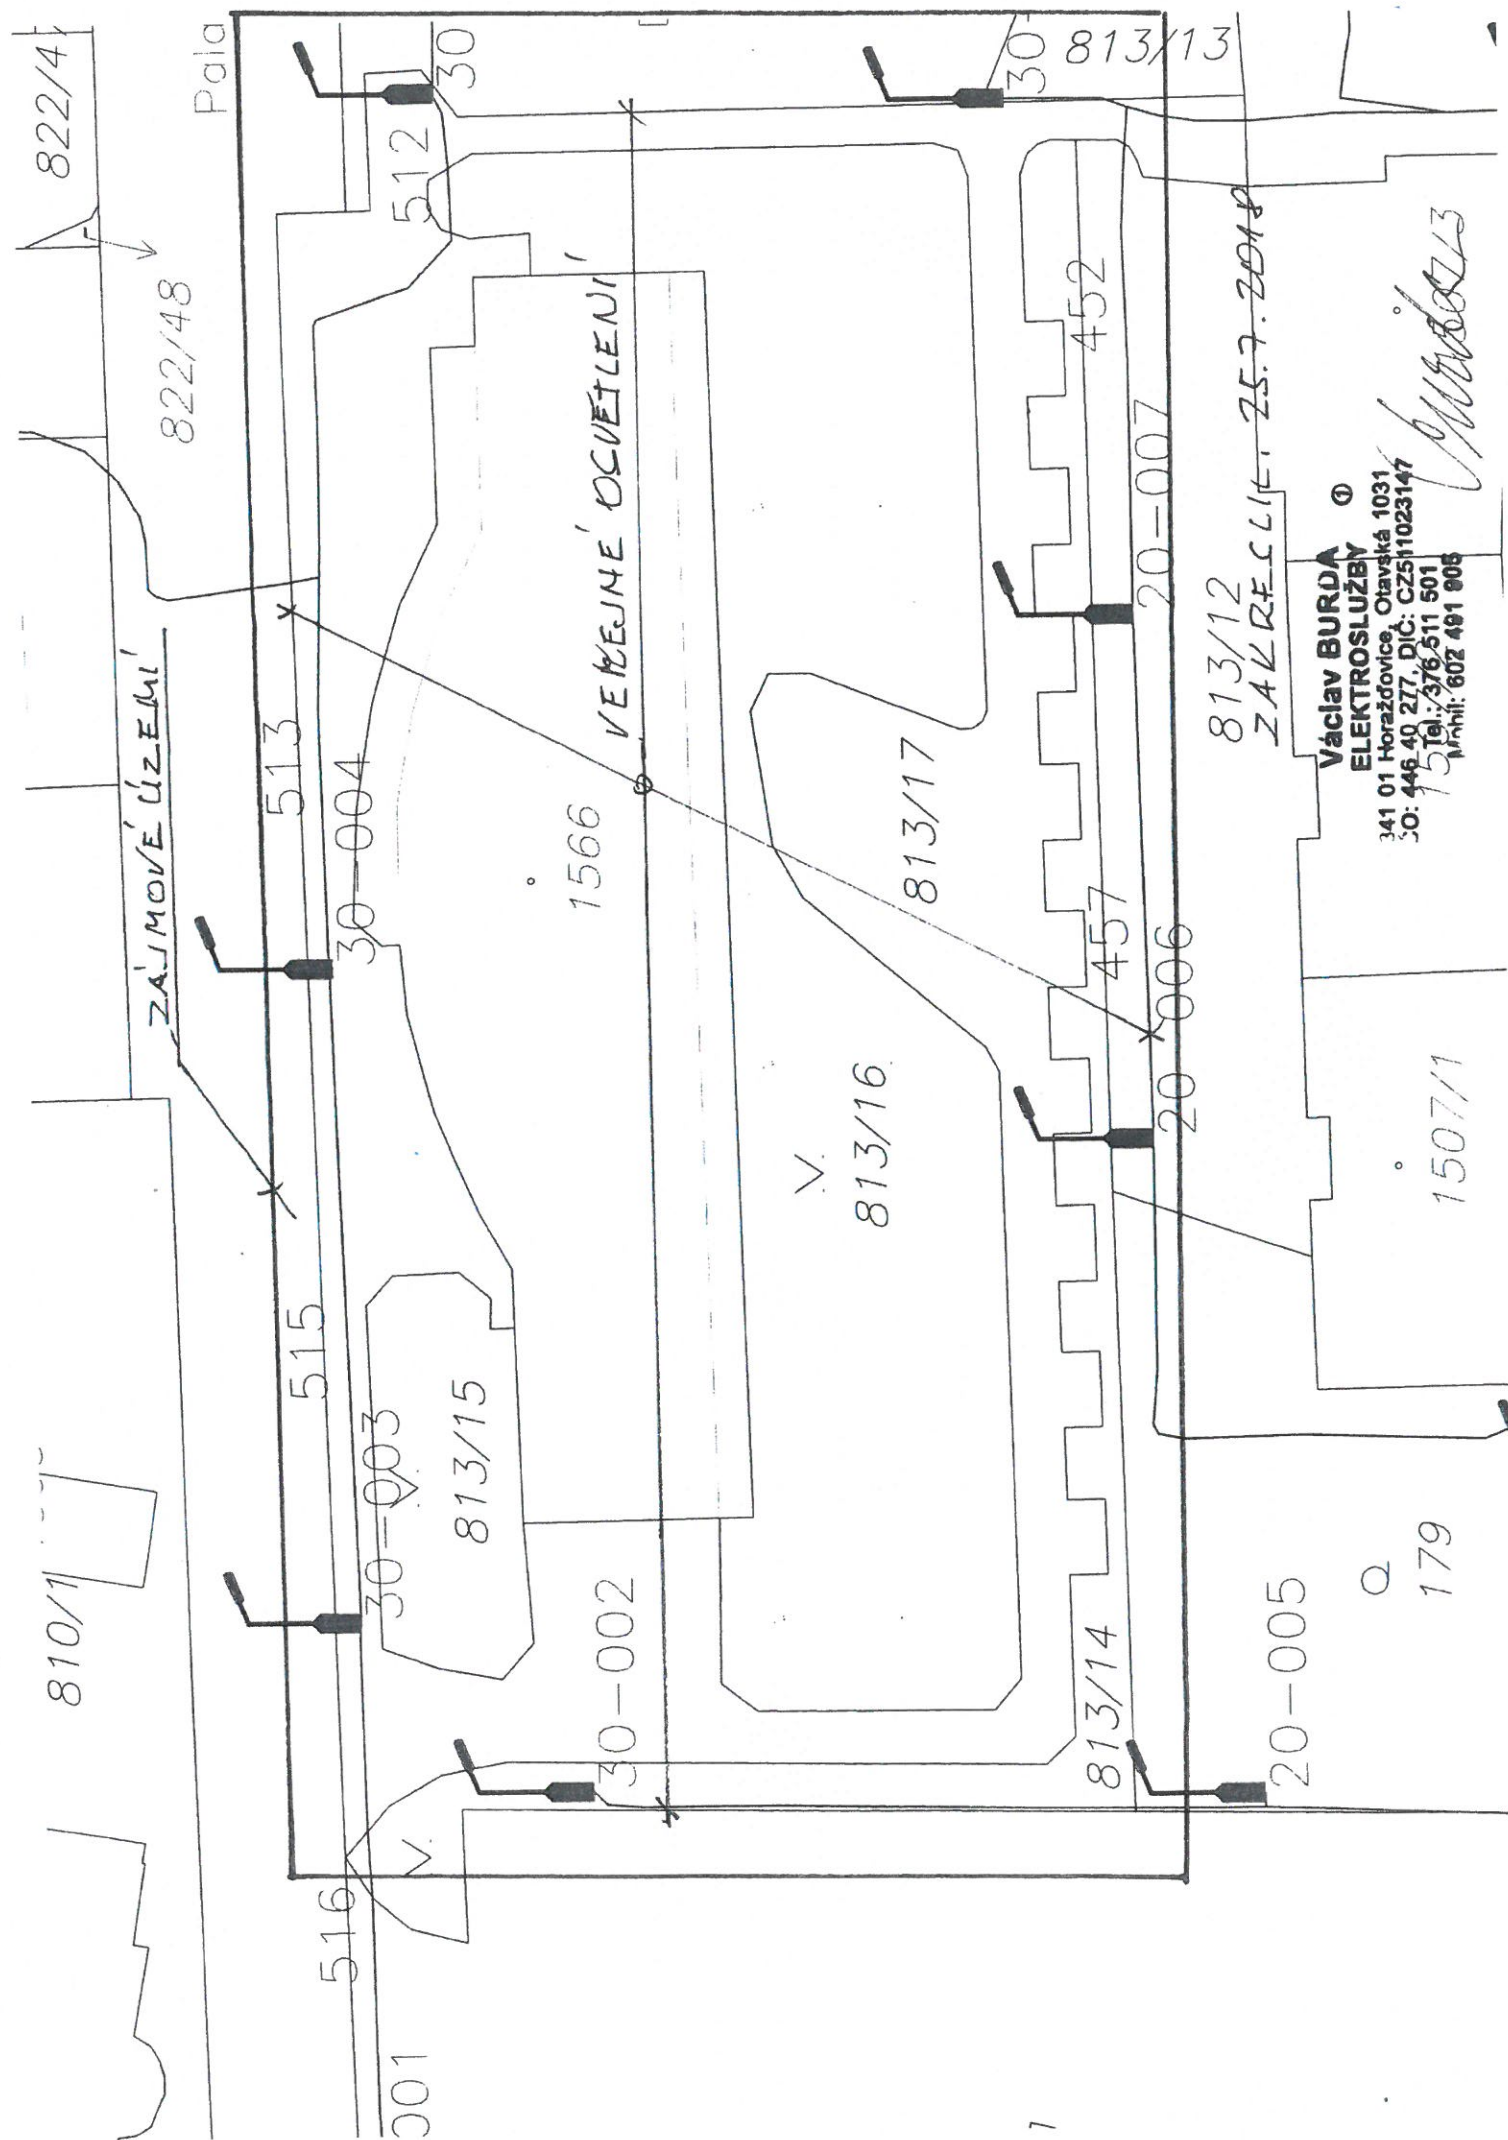 822/4
Pala
822/48
ZÁJMOVÉ ÚZEMÍ
810/1
30
512
513
30-004
515
30-003
516
001
VEŘEJNÉ OSVĚTLENÍ
1566
813/15
30-002
813/17
813/16
30-
813/13
452
20-007
457
20-006
813/14
20-005
813/12
ZAKRESLIL: 25.7.2018
Václav BURDA ①
ELEKTROSLUŽBY
341 01 Horažďovice, Otavská 1031
IČO: 446 40 277, DIČ: CZ511023147
Tel.: 376 511 501
Mobil: 602 491 905
1507/1
179